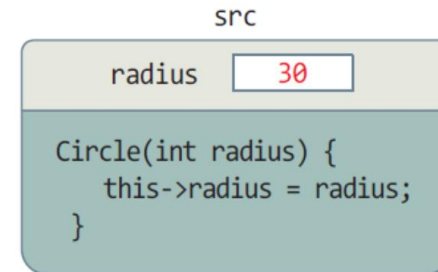 src
radius 30
Circle(int radius) {
this->radius = radius;
}